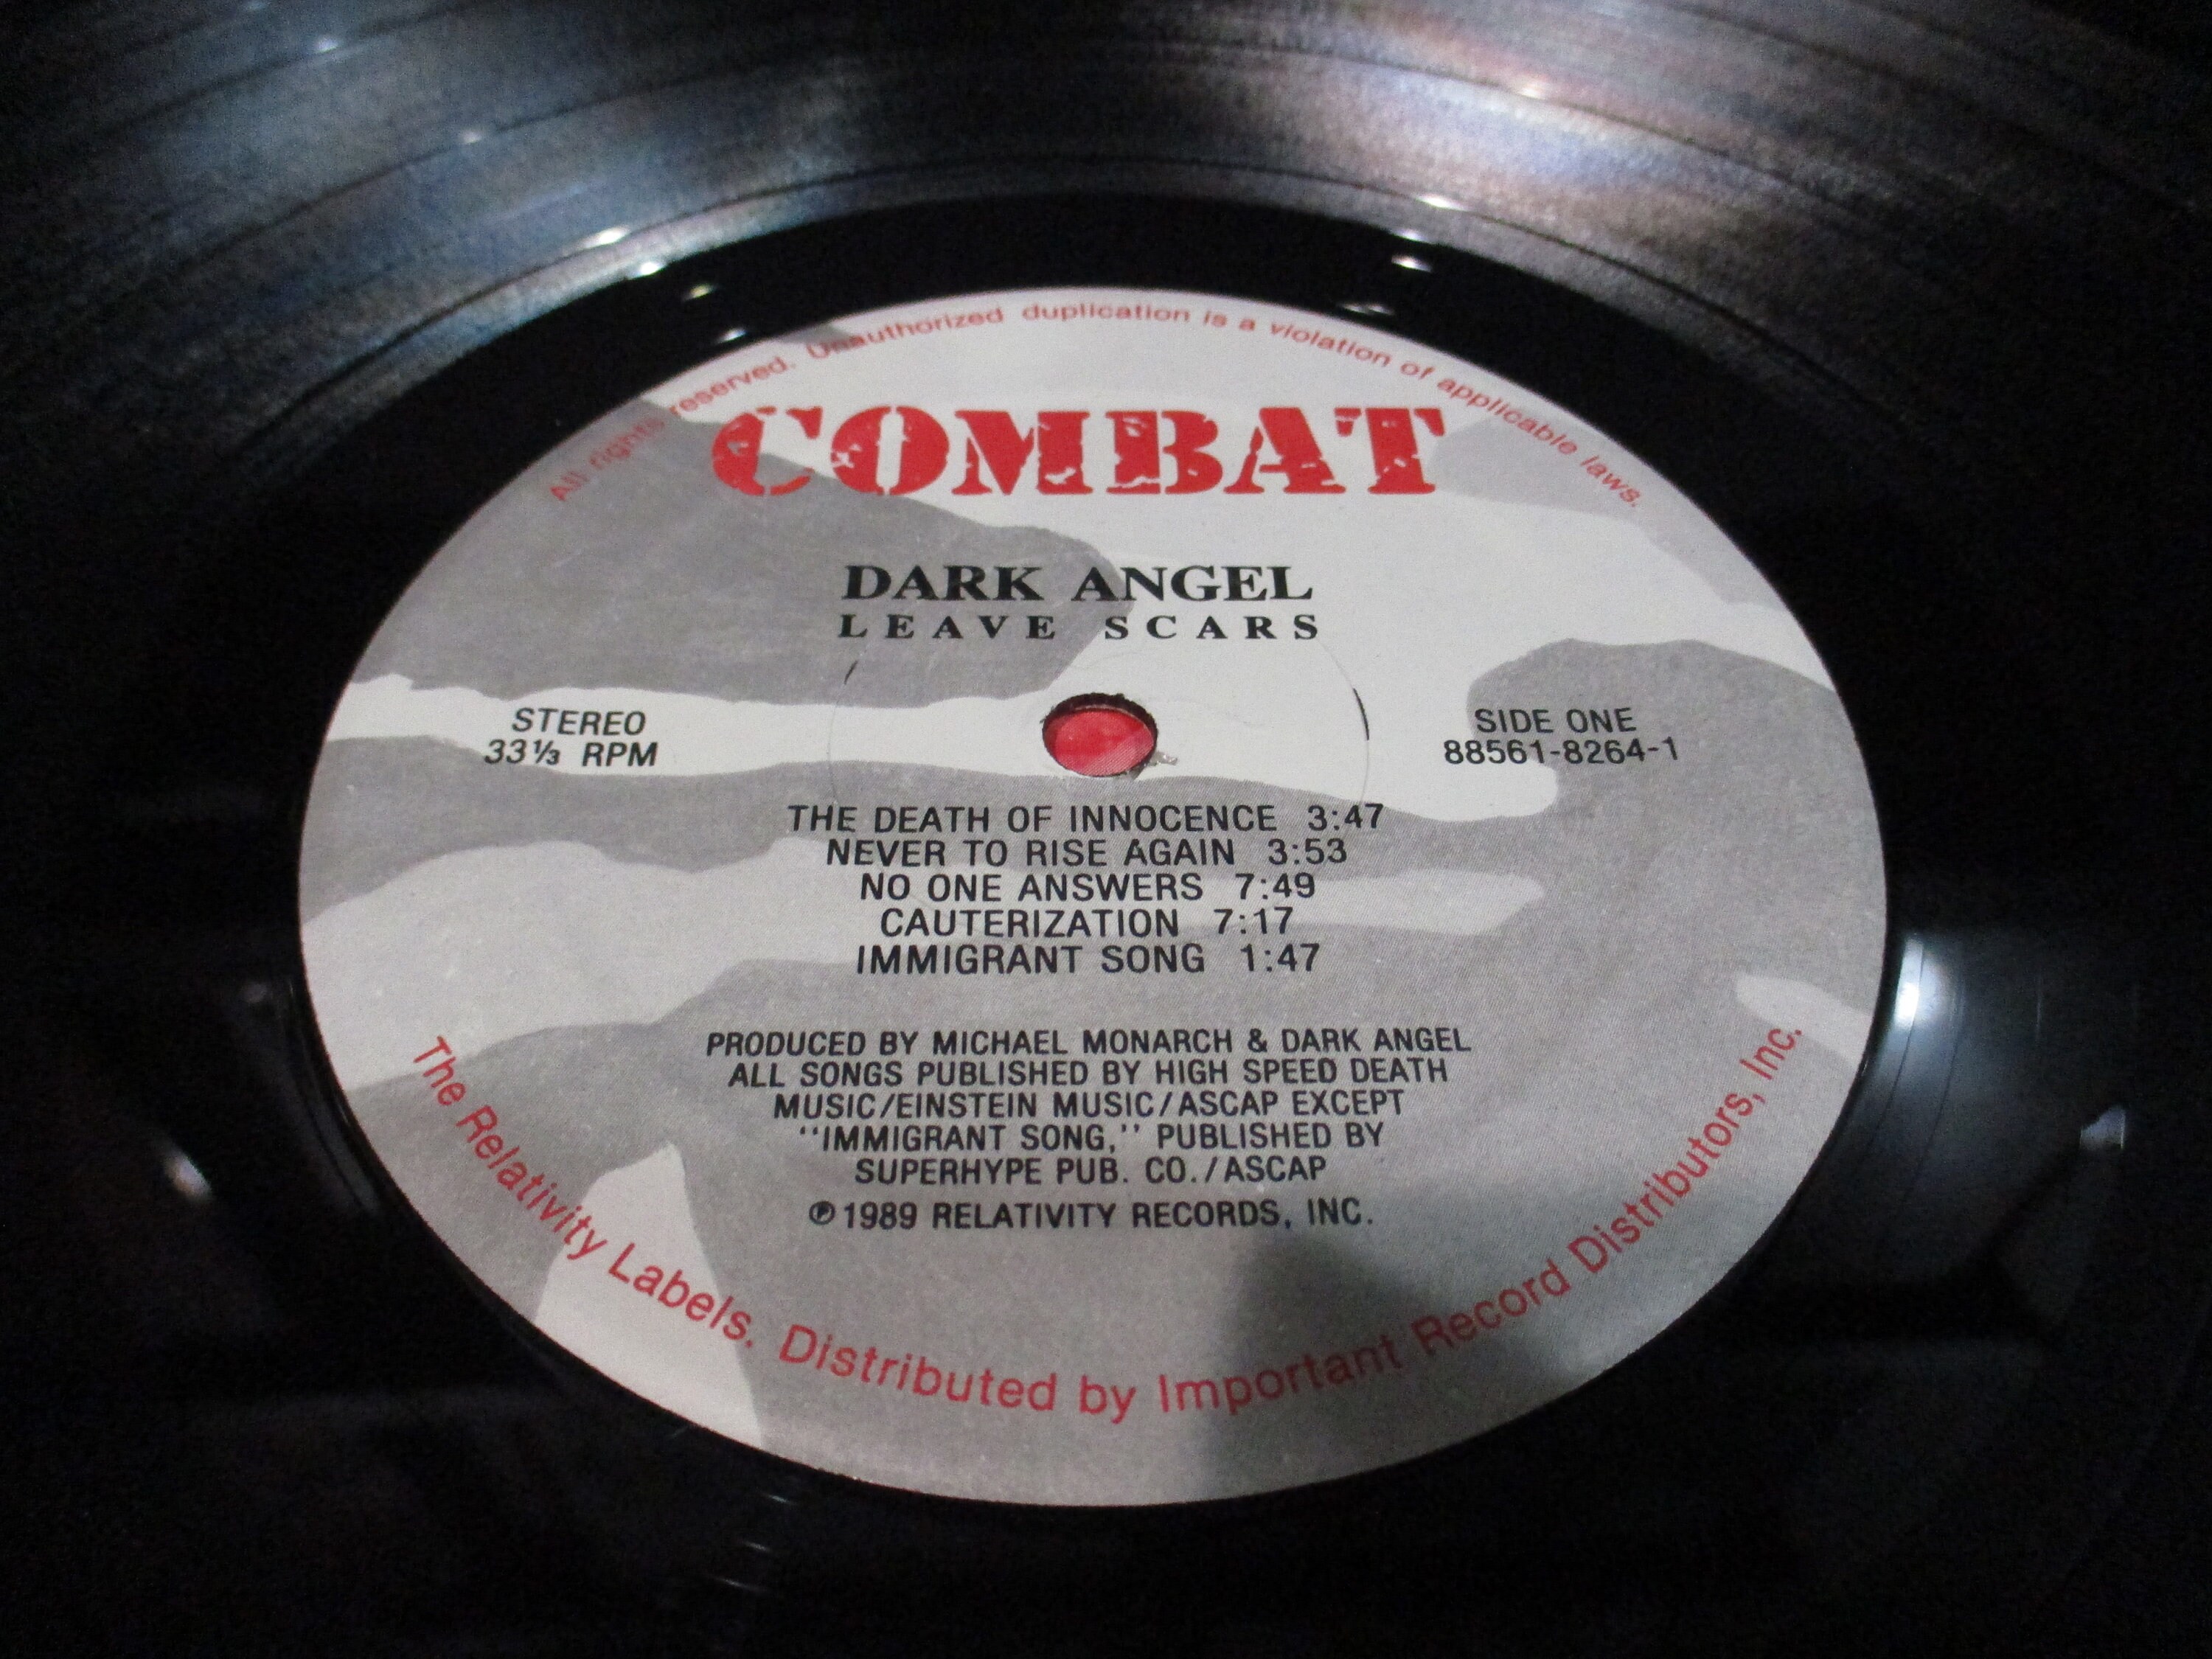 All rights reserved. Unauthorized duplication is a violation of applicable laws.
COMBAT
DARK ANGEL
LEAVE SCARS
STEREO
33⅓ RPM
SIDE ONE
88561-8264-1
THE DEATH OF INNOCENCE 3:47
NEVER TO RISE AGAIN 3:53
NO ONE ANSWERS 7:49
CAUTERIZATION 7:17
IMMIGRANT SONG 1:47
PRODUCED BY MICHAEL MONARCH & DARK ANGEL
ALL SONGS PUBLISHED BY HIGH SPEED DEATH
MUSIC/EINSTEIN MUSIC/ASCAP EXCEPT
"IMMIGRANT SONG," PUBLISHED BY
SUPERHYPE PUB. CO./ASCAP
℗1989 RELATIVITY RECORDS, INC.
The Relativity Labels. Distributed by Important Record Distributors, Inc.